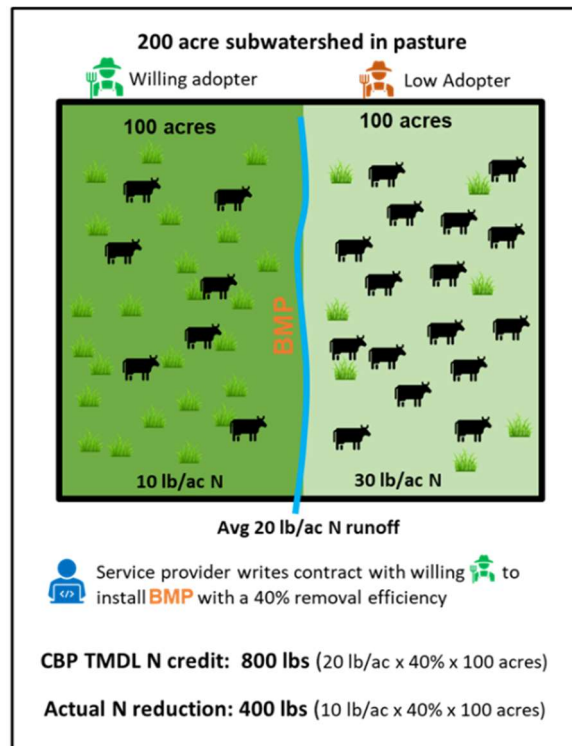 200 acre subwatershed in pasture
Willing adopter
Low Adopter
100 acres
100 acres
BMP
10 lb/ac N
30 lb/ac N
Avg 20 lb/ac N runoff
</>
Service provider writes contract with willing to
install BMP with a 40% removal efficiency
CBP TMDL N credit: 800 lbs (20 lb/ac x 40% x 100 acres)
Actual N reduction: 400 lbs (10 lb/ac x 40% x 100 acres)